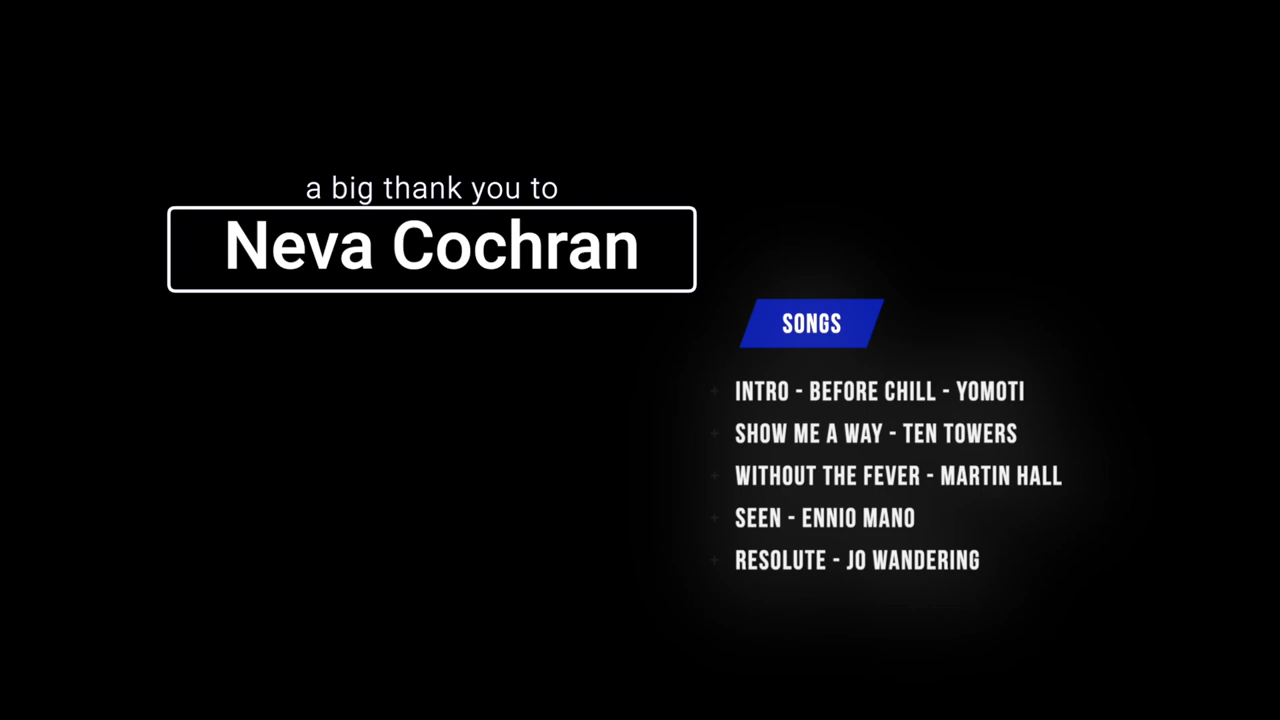 a big thank you to
Neva Cochran
SONGS
INTRO - BEFORE CHILL - YOMOTI
SHOW ME A WAY - TEN TOWERS
WITHOUT THE FEVER - MARTIN HALL
SEEN - ENNIO MANO
RESOLUTE - JO WANDERING